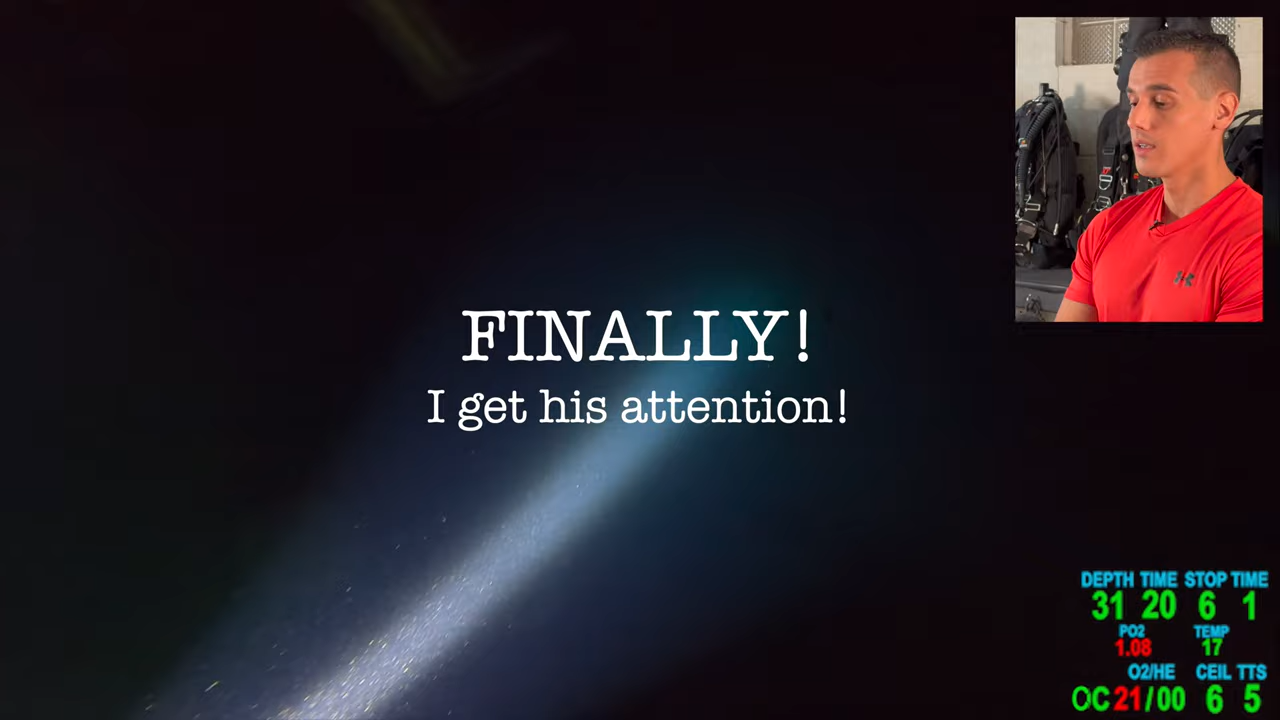 FINALLY!
I get his attention!
DEPTH TIME STOP TIME
31 20 6 1
PO2 TEMP
1.08 17
O2/HE CEIL TTS
OC 21/00 6 5